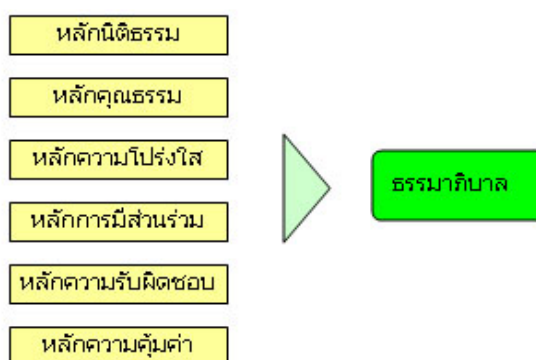 หลักนิติธรรม
หลักคุณธรรม
หลักความโปร่งใส
หลักการมีส่วนร่วม
หลักความรับผิดชอบ
หลักความคุ้มค่า
ธรรมาภิบาล